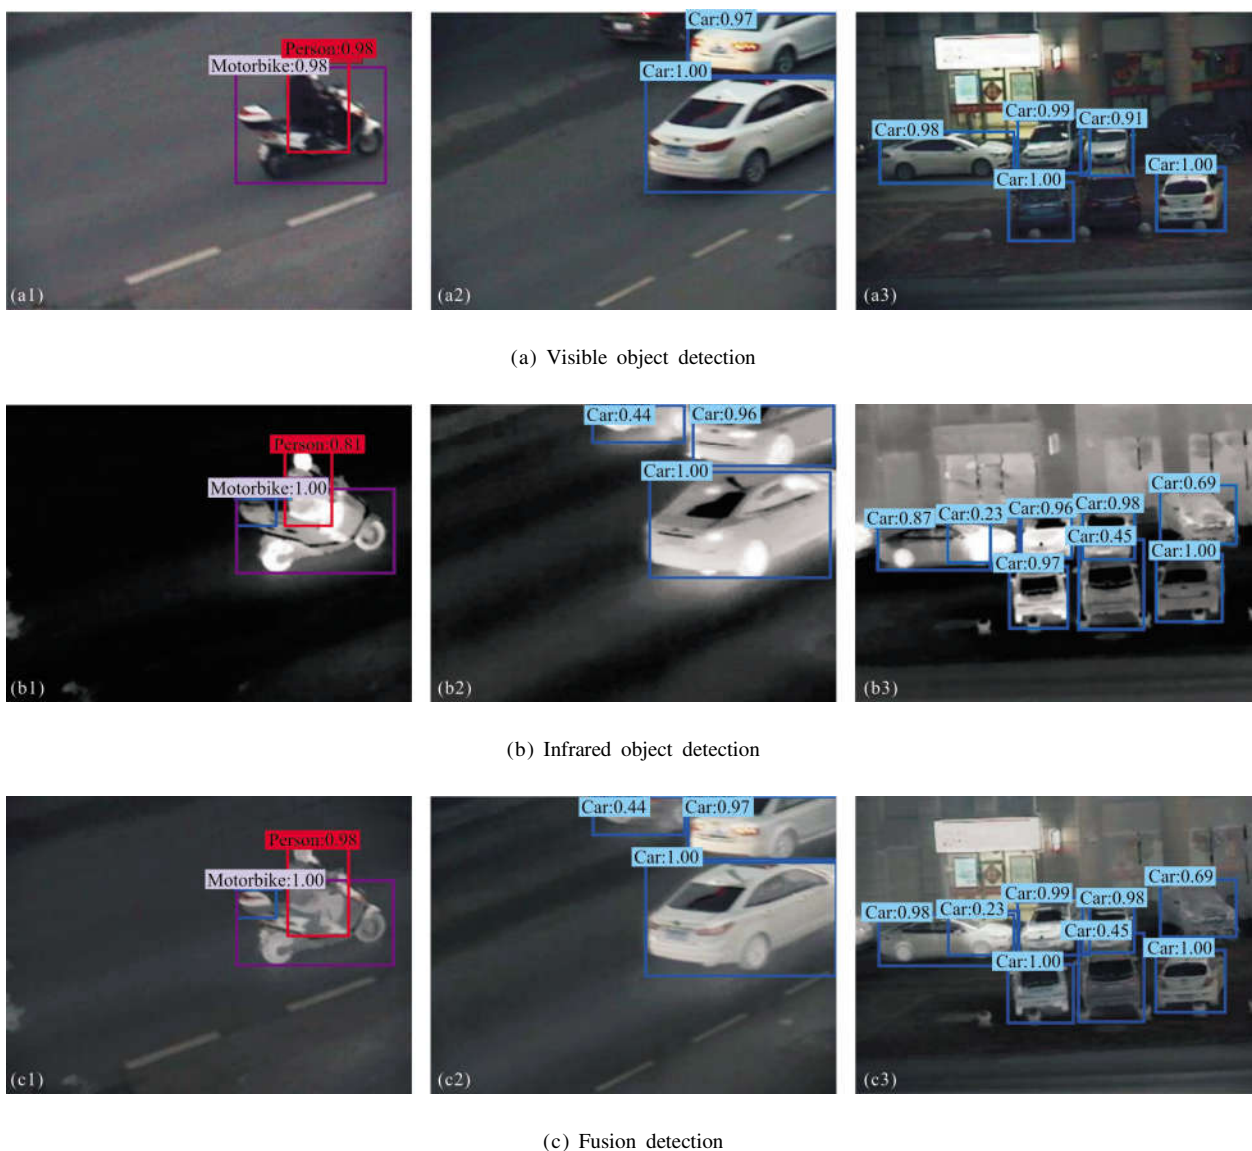 Person:0.98
Motorbike:0.98
(a1)
Car:0.97
Car:1.00
(a2)
Car:0.99
Car:0.91
Car:0.98
Car:1.00
Car:1.00
(a3)
(a) Visible object detection
Person:0.81
Motorbike:1.00
(b1)
Car:0.44
Car:0.96
Car:1.00
(b2)
Car:0.69
Car:0.98
Car:0.96
Car:0.23
Car:0.87
Car:0.45
Car:1.00
Car:0.97
(b3)
(b) Infrared object detection
Person:0.98
Motorbike:1.00
(c1)
Car:0.44
Car:0.97
Car:1.00
(c2)
Car:0.69
Car:0.99
Car:0.98
Car:0.98
Car:0.23
Car:0.45
Car:1.00
Car:1.00
(c3)
(c) Fusion detection